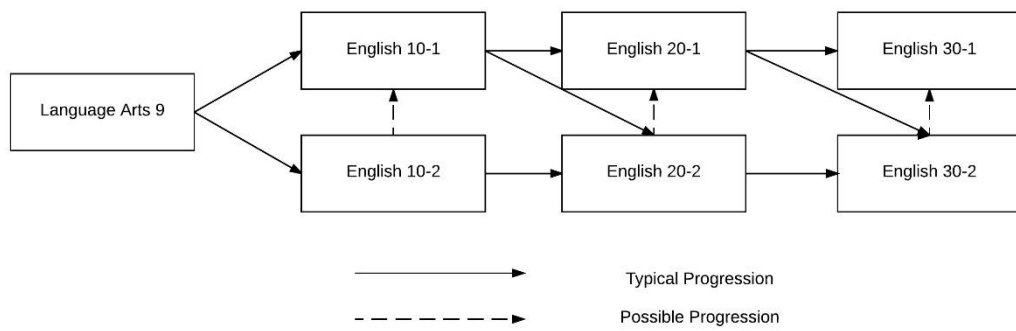 English 10-1
English 20-1
English 30-1
Language Arts 9
English 10-2
English 20-2
English 30-2
Typical Progression
Possible Progression